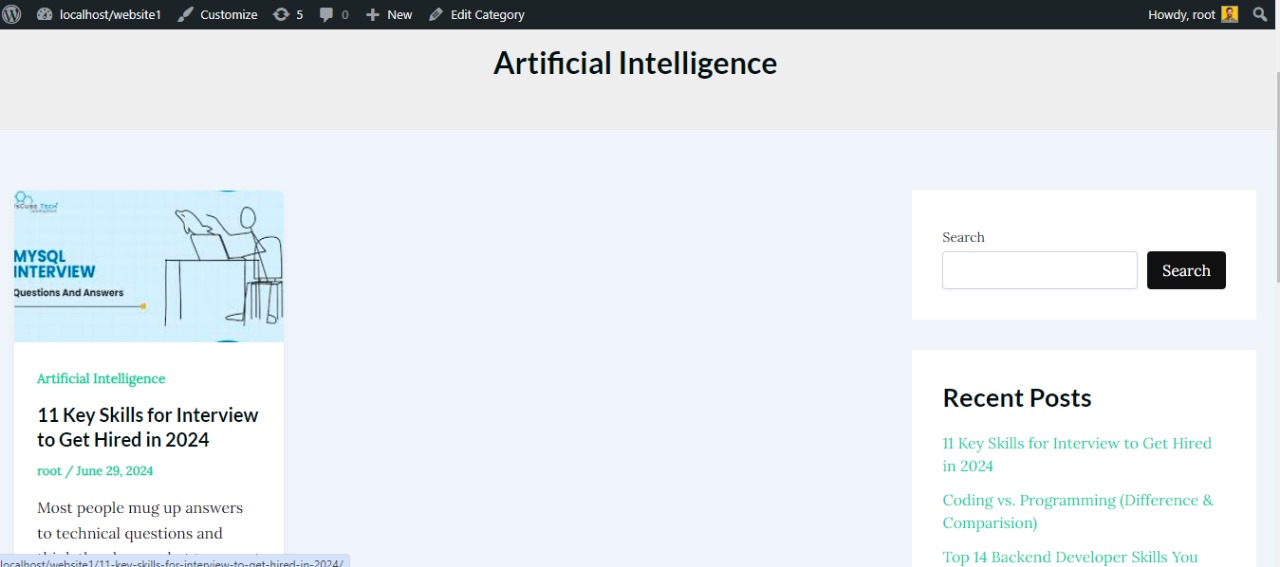 localhost/website1 Customize 5 0 New Edit Category Howdy, root
Artificial Intelligence
MYSQL
INTERVIEW
Questions And Answers
Artificial Intelligence
11 Key Skills for Interview
to Get Hired in 2024
root / June 29, 2024
Most people mug up answers
to technical questions and
Search
Search
Recent Posts
11 Key Skills for Interview to Get Hired
in 2024
Coding vs. Programming (Difference &
Comparision)
Top 14 Backend Developer Skills You
localhost/website1/11-key-skills-for-interview-to-get-hired-in-2024/